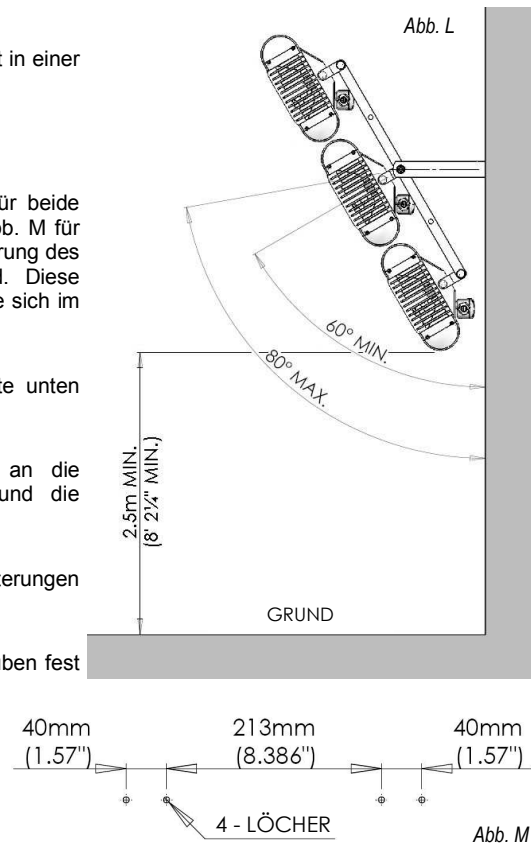 Abb. L
t in einer
ür beide
bb. M für
rung des
Diese
e sich im
te unten
an die
und die
terungen
uben fest
60° MIN.
80° MAX.
2.5m MIN.
(8' 2¼" MIN.)
GRUND
40mm
(1.57")
213mm
(8.386")
40mm
(1.57")
4 - LÖCHER
Abb. M